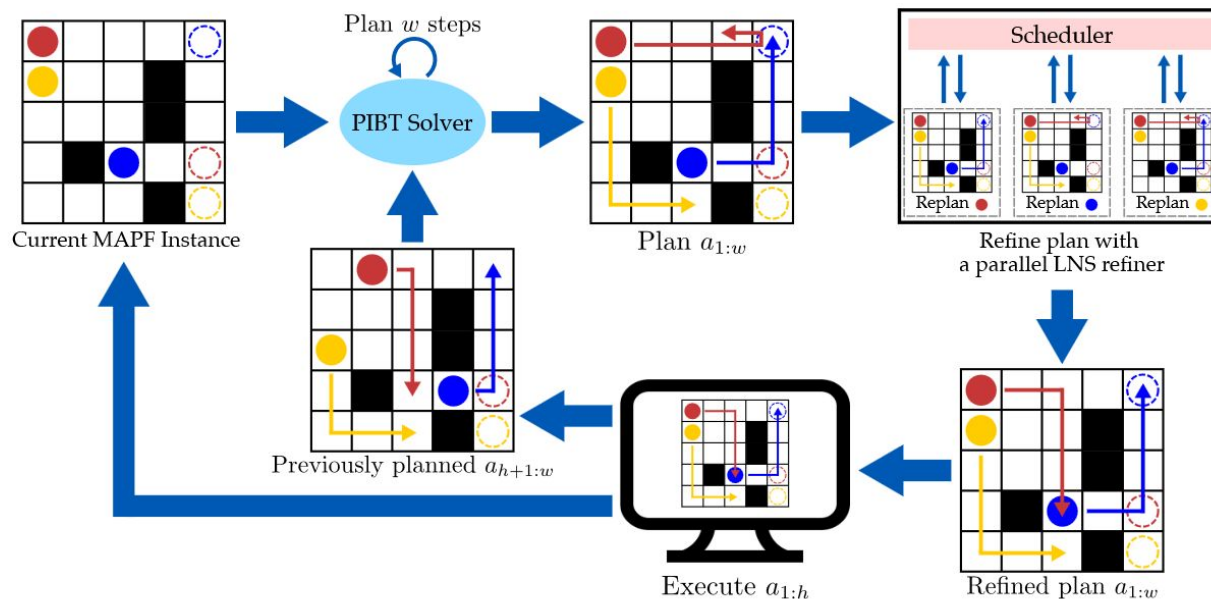 Plan w steps
PIBT Solver
Scheduler
Replan
Replan
Replan
Current MAPF Instance
Plan a1:w
Refine plan with
a parallel LNS refiner
Previously planned ah+1:w
Execute a1:h
Refined plan a1:w